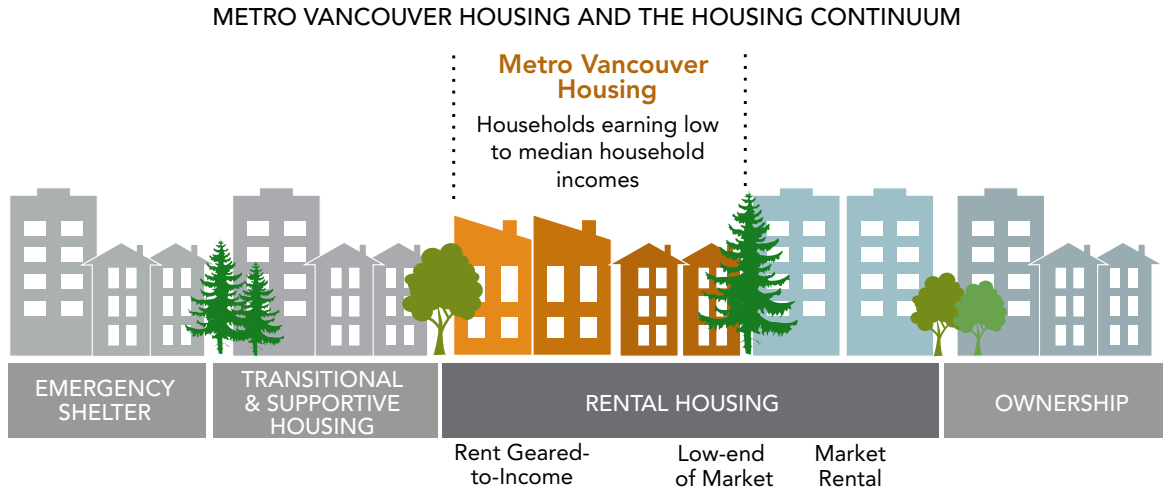 METRO VANCOUVER HOUSING AND THE HOUSING CONTINUUM
Metro Vancouver
Housing
Households earning low
to median household
incomes
EMERGENCY
SHELTER
TRANSITIONAL
& SUPPORTIVE
HOUSING
RENTAL HOUSING
OWNERSHIP
Rent Geared-
to-Income
Low-end
of Market
Market
Rental